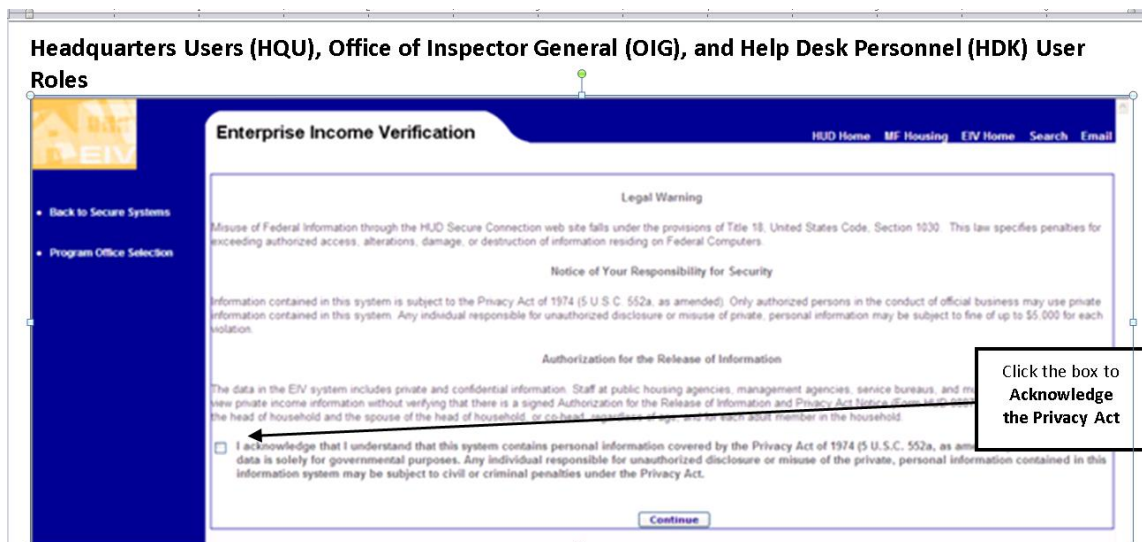 Headquarters Users (HQU), Office of Inspector General (OIG), and Help Desk Personnel (HDK) User
Roles
EIV
Enterprise Income Verification
HUD Home MF Housing EIV Home Search Email
Back to Secure Systems
Program Office Selection
Legal Warning
Misuse of Federal Information through the HUD Secure Connection web site falls under the provisions of Title 18, United States Code, Section 1030. This law specifies penalties for
exceeding authorized access, alterations, damage, or destruction of information residing on Federal Computers.
Notice of Your Responsibility for Security
Information contained in this system is subject to the Privacy Act of 1974 (5 U.S.C. 552a, as amended). Only authorized persons in the conduct of official business may use private
information contained in this system. Any individual responsible for unauthorized disclosure or misuse of private, personal information may be subject to fine of up to $5,000 for each
violation.
Authorization for the Release of Information
The data in the EIV system includes private and confidential information. Staff at public housing agencies, management agencies, service bureaus, and
view private income information without verifying that there is a signed Authorization for the Release of Information and Privacy Act Notice (Form
the head of household and the spouse of the head of household, or co-head, regardless of age, and for each adult member in the household.
I acknowledge that I understand that this system contains personal information covered by the Privacy Act of 1974 (5 U.S.C. 552a, as
data is solely for governmental purposes. Any individual responsible for unauthorized disclosure or misuse of the private, personal information contained in this
information system may be subject to civil or criminal penalties under the Privacy Act.
Continue
Click the box to
Acknowledge
the Privacy Act